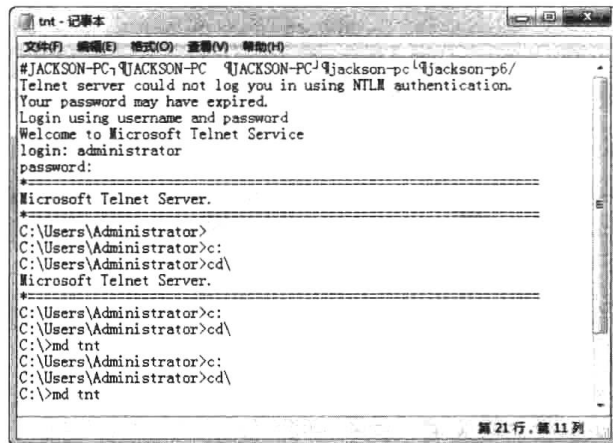 tnt - 记事本
文件(F) 编辑(E) 格式(O) 查看(V) 帮助(H)
#JACKSON-PC┐¶JACKSON-PC ¶JACKSON-PC┘¶jackson-pc└¶jackson-p6/
Telnet server could not log you in using NTLM authentication.
Your password may have expired.
Login using username and password
Welcome to Microsoft Telnet Service
login: administrator
password:
*===============================================================
Microsoft Telnet Server.
*===============================================================
C:\Users\Administrator>
C:\Users\Administrator>c:
C:\Users\Administrator>cd\
Microsoft Telnet Server.
*===============================================================
C:\Users\Administrator>c:
C:\Users\Administrator>cd\
C:\>md tnt
C:\Users\Administrator>c:
C:\Users\Administrator>cd\
C:\>md tnt
第 21 行，第 11 列